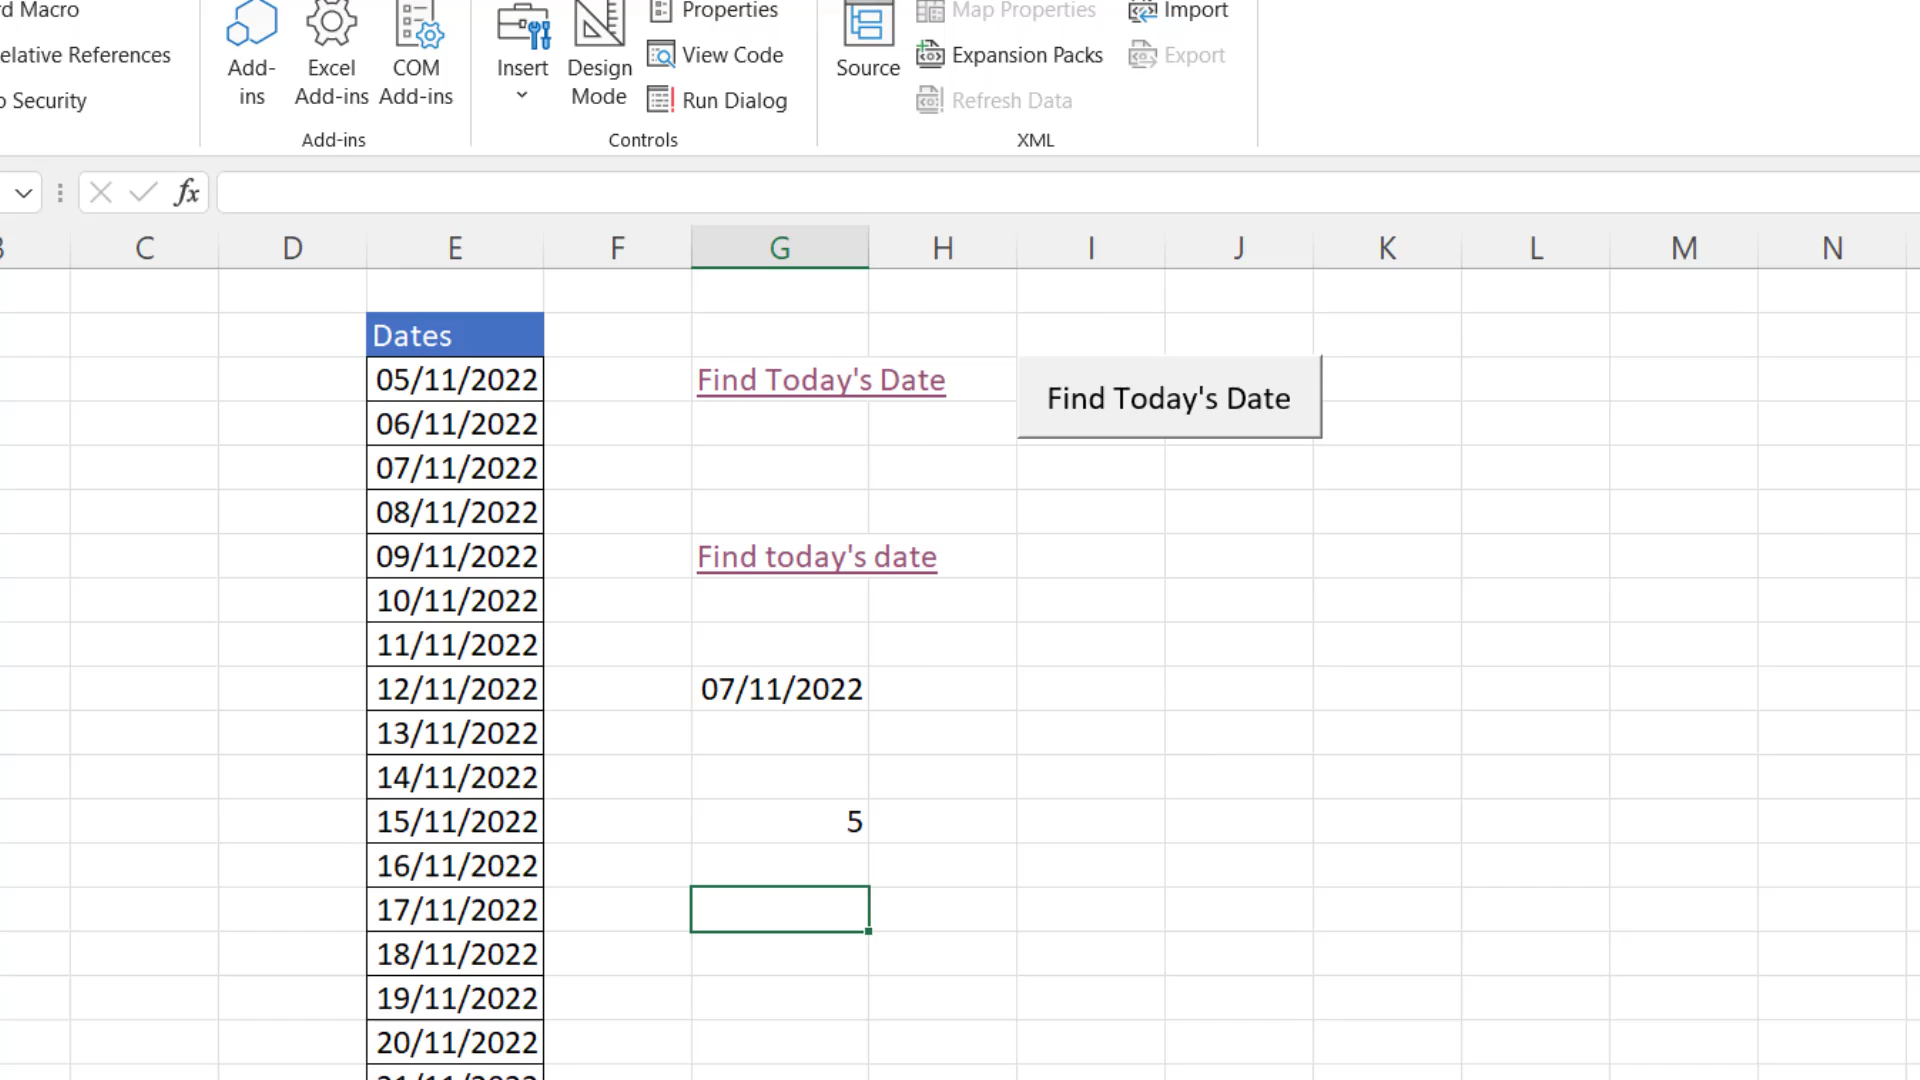 rd Macro
Properties
Map Properties
Import
elative References
View Code
Expansion Packs
Export
Add-
ins
Excel
Add-ins
COM
Add-ins
Insert
Design
Mode
Source
Security
Run Dialog
Refresh Data
Add-ins
Controls
XML
fx
C D E F G H I J K L M N
Dates
05/11/2022 Find Today's Date Find Today's Date
06/11/2022
07/11/2022
08/11/2022
09/11/2022 Find today's date
10/11/2022
11/11/2022
12/11/2022 07/11/2022
13/11/2022
14/11/2022
15/11/2022 5
16/11/2022
17/11/2022
18/11/2022
19/11/2022
20/11/2022